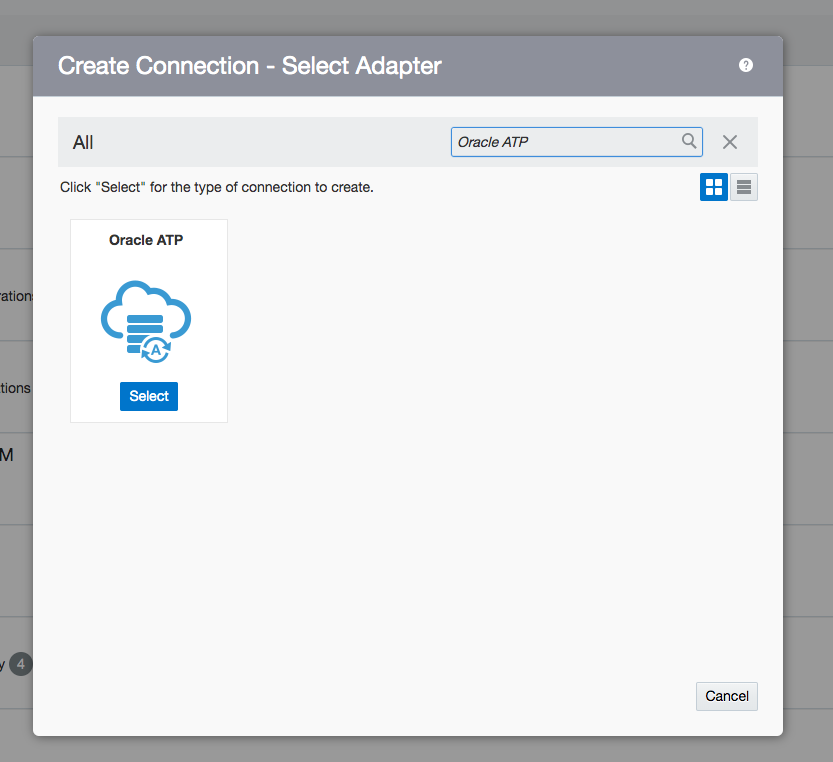 Create Connection - Select Adapter
?
All
Oracle ATP
Click "Select" for the type of connection to create.
Oracle ATP
A
Select
ations
tions
M
y 4
Cancel